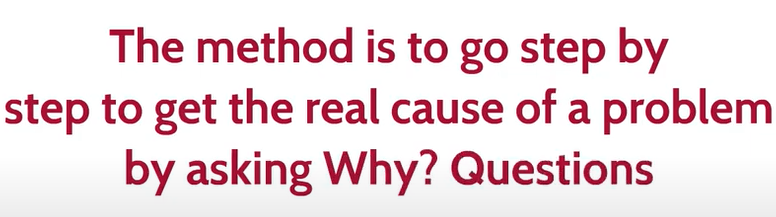 The method is to go step by
step to get the real cause of a problem
by asking Why? Questions